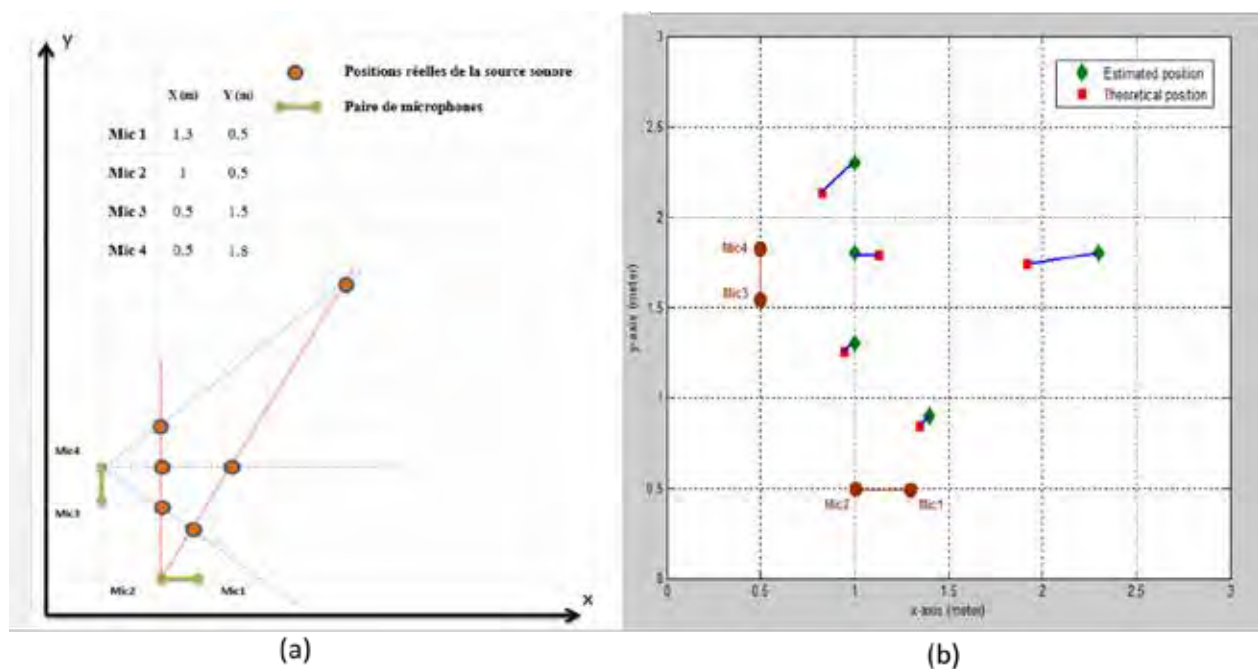 Y
Positions réelles de la source sonore
X (m) Y (m)
Paire de microphones
Mic 1 1.3 0.5
Mic 2 1 0.5
Mic 3 0.5 1.5
Mic 4 0.5 1.8
Mic4
Mic3
Mic2 Mic1
X
(a)
3
2.5
2
1.5
1
0.5
0
y-axis (meter)
Estimated position
Theoretical position
Mic4
Mic3
Mic2 Mic1
0 0.5 1 1.5 2 2.5 3
x-axis (meter)
(b)